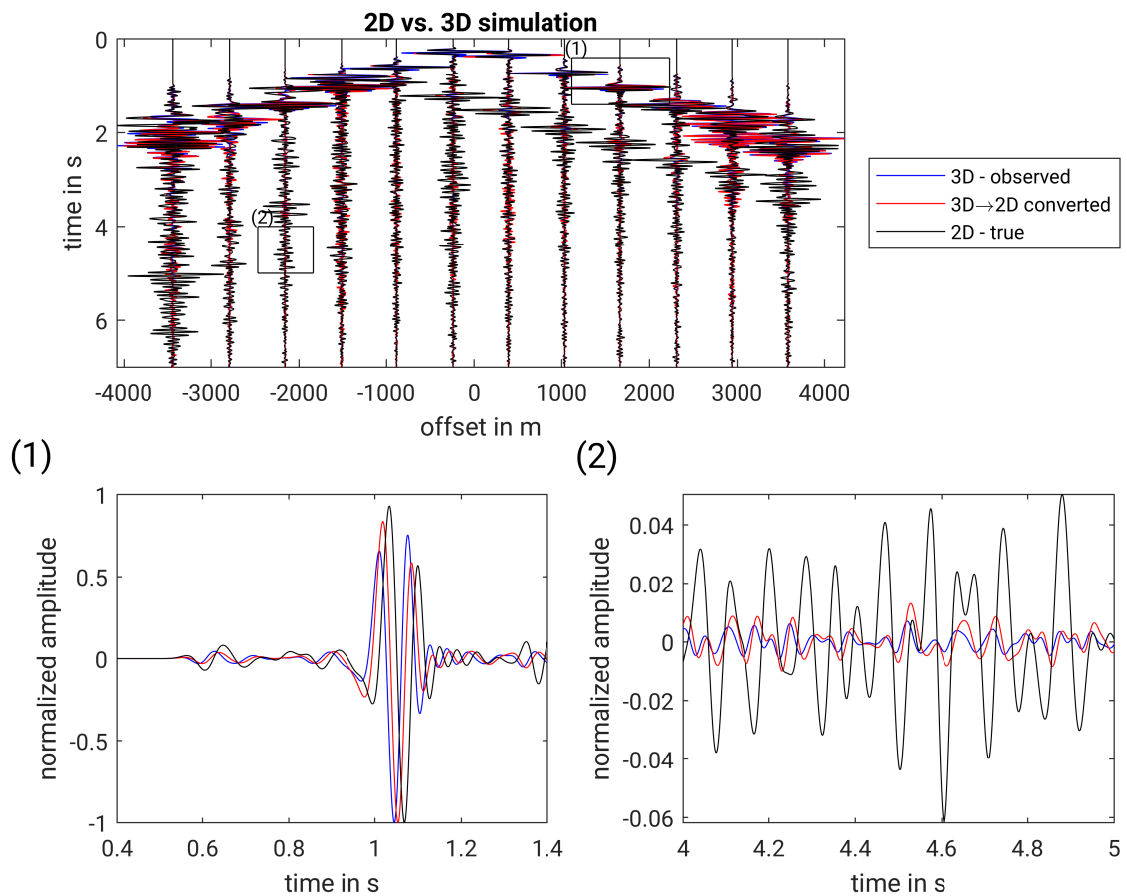 2D vs. 3D simulation
0
2
4
6
time in s
(1)
(2)
-4000 -3000 -2000 -1000 0 1000 2000 3000 4000
offset in m
3D - observed
3D→2D converted
2D - true
(1)
1
0.5
0
-0.5
-1
normalized amplitude
0.4 0.6 0.8 1 1.2 1.4
time in s
(2)
0.04
0.02
0
-0.02
-0.04
-0.06
normalized amplitude
4 4.2 4.4 4.6 4.8 5
time in s